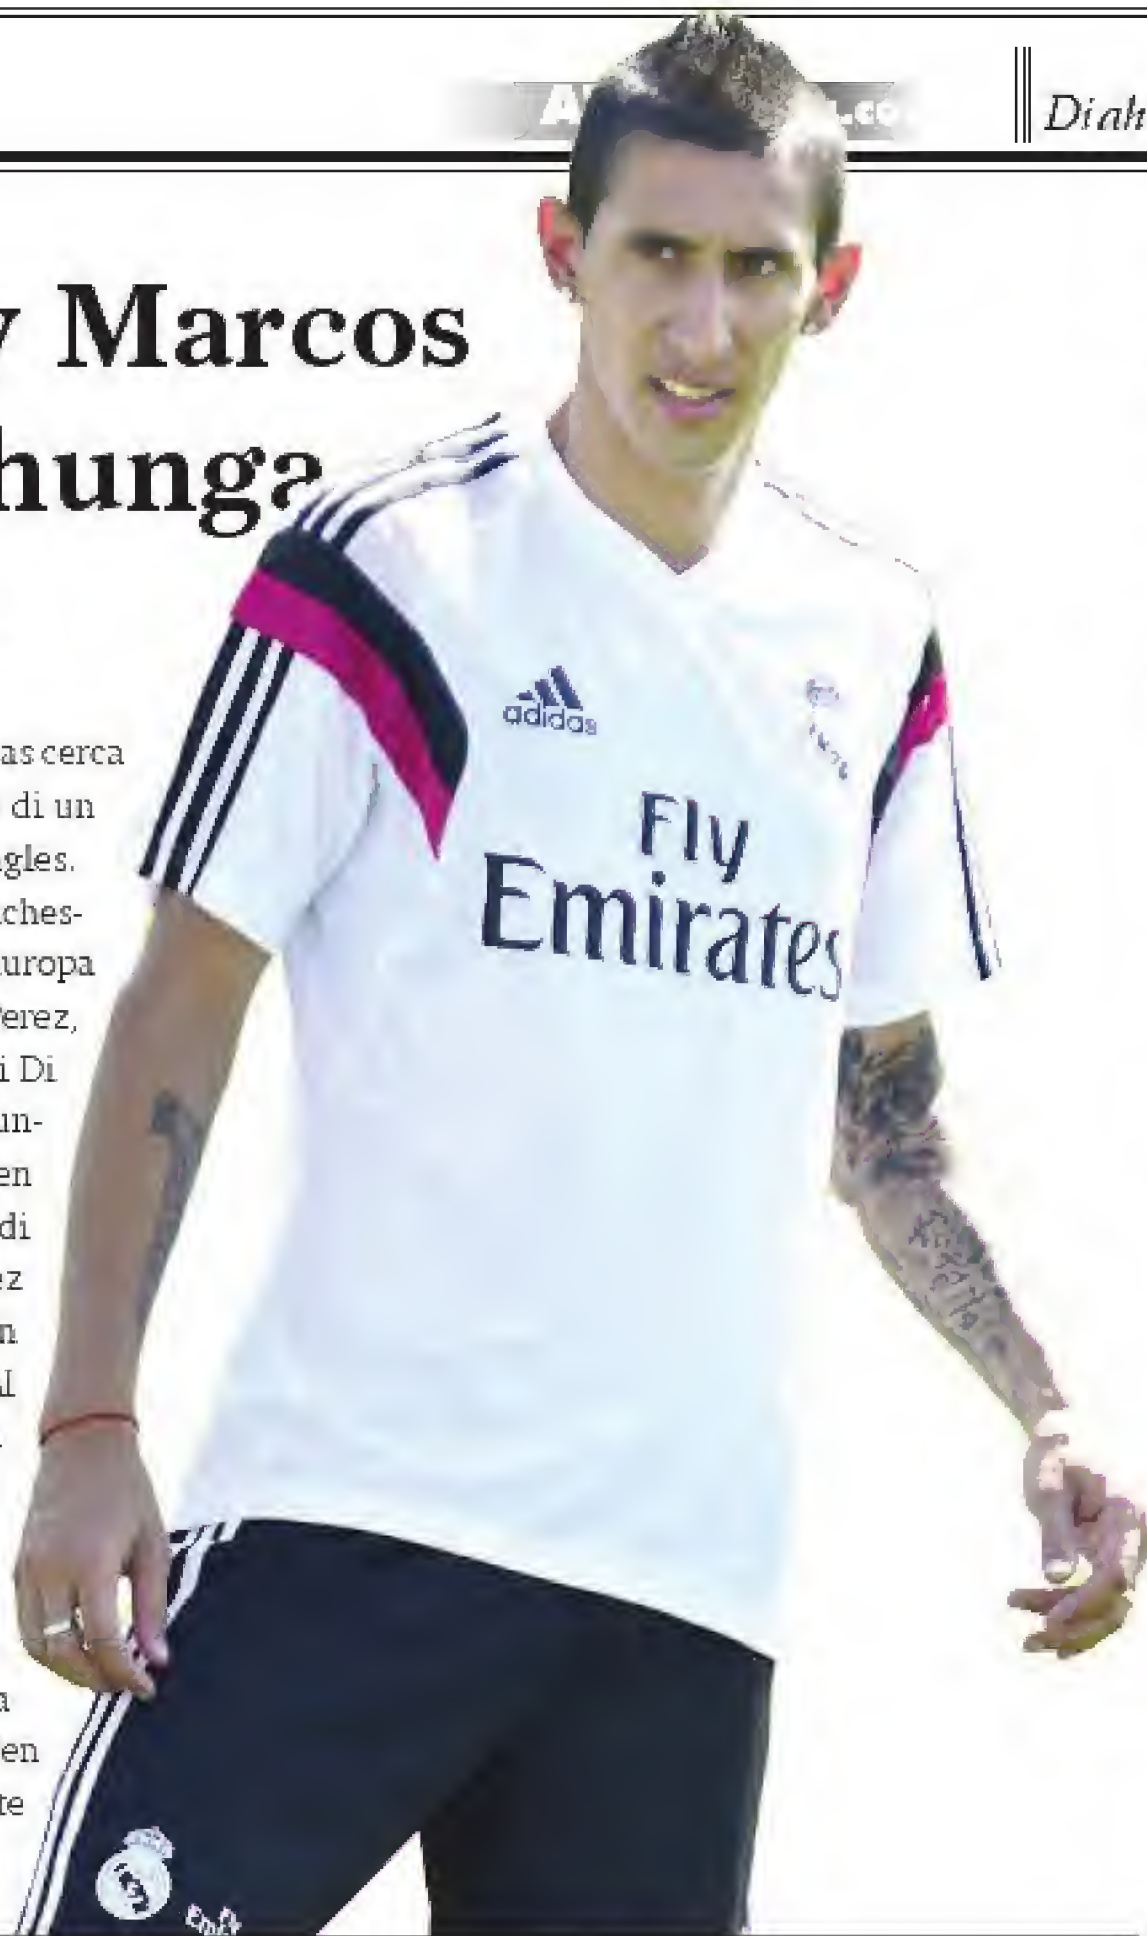 Diah
y Marcos
hunga
as cerca
di un
gles.
ches-
uropa
erez,
i Di
un-
en
di
ez
n
al
a
en
te
adidas
Fly
Emirates